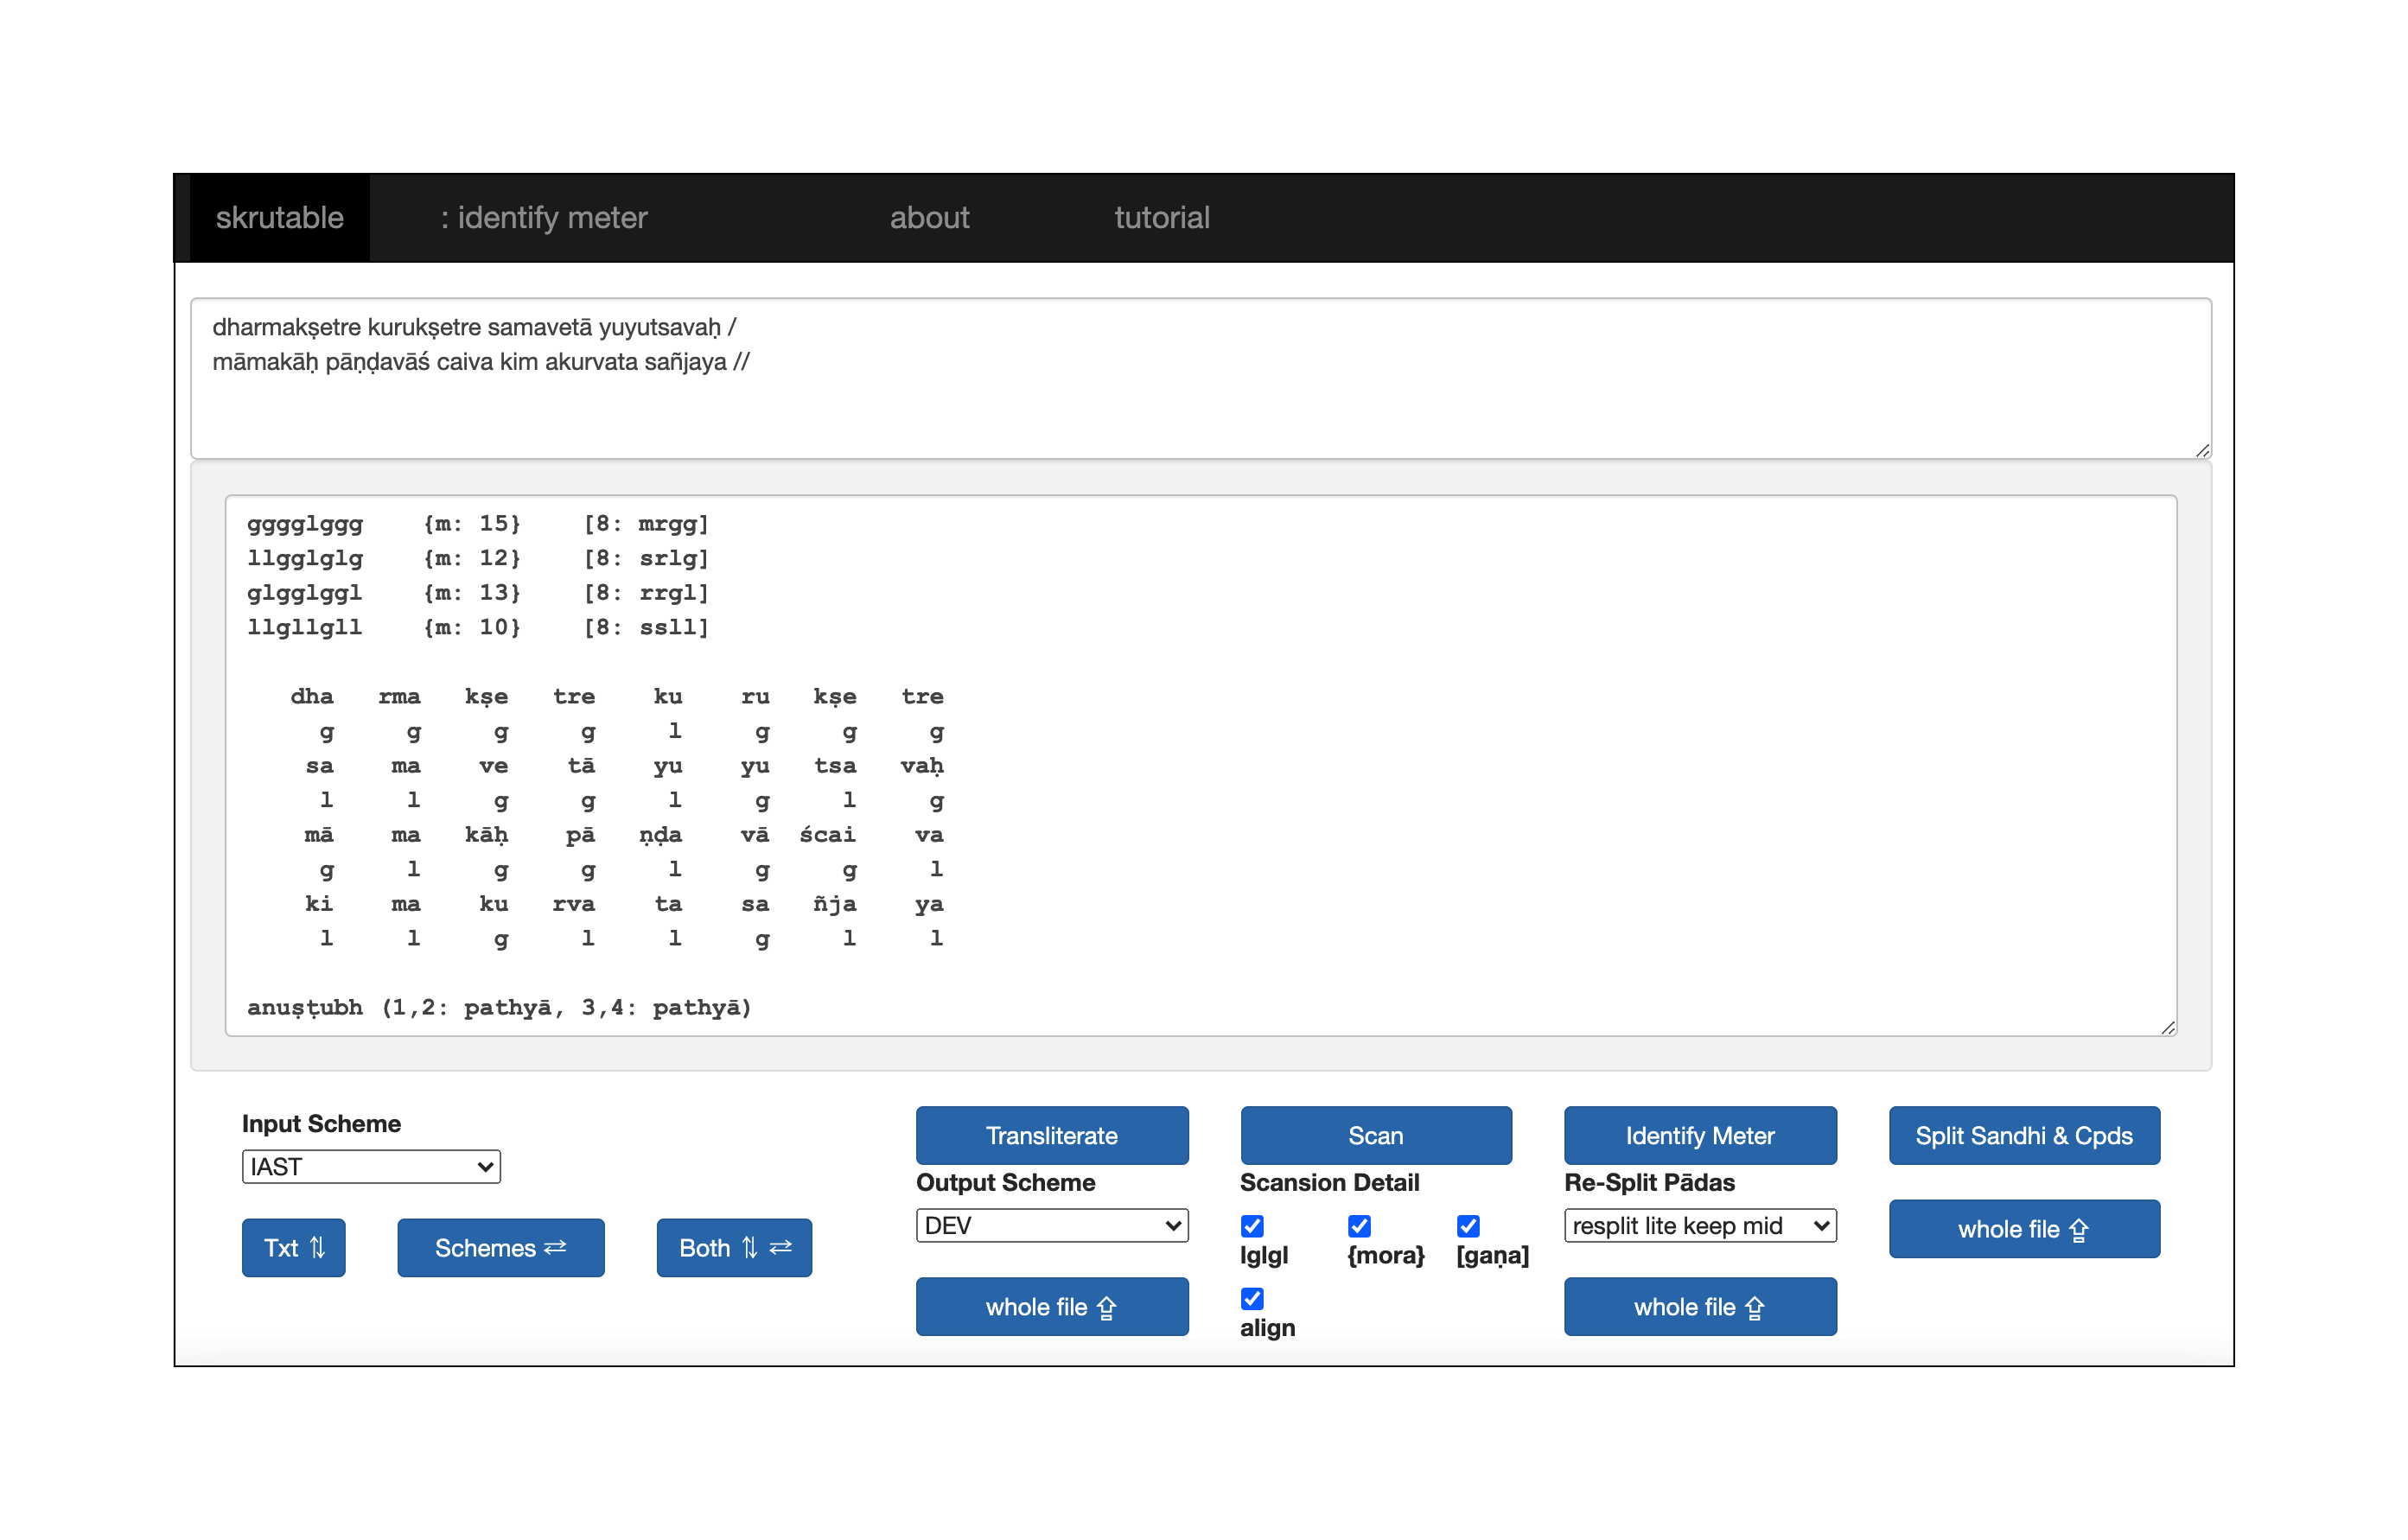 skrutable : identify meter about tutorial
dharmakṣetre kurukṣetre samavetā yuyutsavaḥ /
māmakāḥ pāṇḍavāś caiva kim akurvata sañjaya //
gggglggg {m: 15} [8: mrgg]
llgglglg {m: 12} [8: srlg]
glgglggl {m: 13} [8: rrgl]
llgllgll {m: 10} [8: ssll]
dha rma kṣe tre ku ru kṣe tre
g g g g l g g g
sa ma ve tā yu yu tsa vaḥ
l l g g l g l g
mā ma kāḥ pā ṇḍa vā ścai va
g l g g l g g l
ki ma ku rva ta sa ñja ya
l l g l l g l l
anuṣṭubh (1,2: pathyā, 3,4: pathyā)
Input Scheme
IAST
Txt ⇅ Schemes ⇄ Both ⇅ ⇄
Transliterate
Output Scheme
DEV
whole file ⇪
Scan
Scansion Detail
lglgl {mora} [gaṇa]
align
Identify Meter
Re-Split Pādas
resplit lite keep mid
whole file ⇪
Split Sandhi & Cpds
whole file ⇪